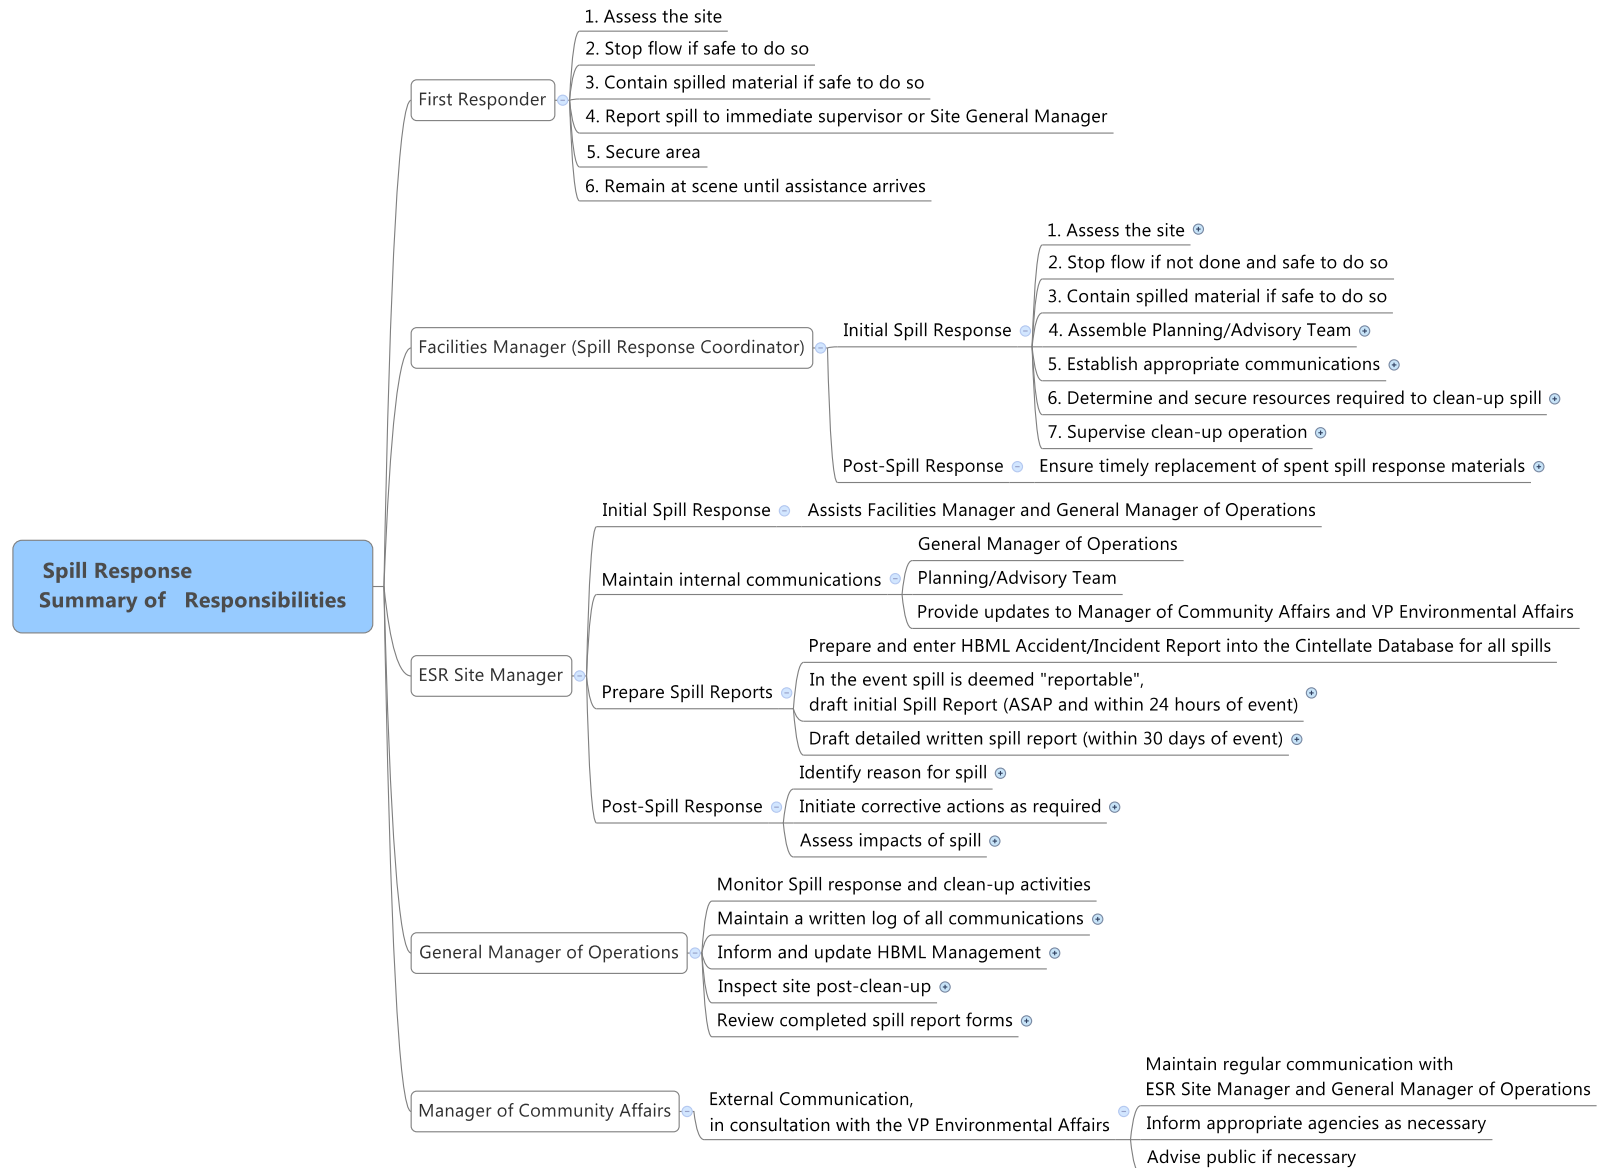 Spill Response
Summary of Responsibilities
First Responder
1. Assess the site
2. Stop flow if safe to do so
3. Contain spilled material if safe to do so
4. Report spill to immediate supervisor or Site General Manager
5. Secure area
6. Remain at scene until assistance arrives
Facilities Manager (Spill Response Coordinator)
Initial Spill Response
1. Assess the site
2. Stop flow if not done and safe to do so
3. Contain spilled material if safe to do so
4. Assemble Planning/Advisory Team
5. Establish appropriate communications
6. Determine and secure resources required to clean-up spill
7. Supervise clean-up operation
Post-Spill Response
Ensure timely replacement of spent spill response materials
ESR Site Manager
Initial Spill Response
Assists Facilities Manager and General Manager of Operations
Maintain internal communications
General Manager of Operations
Planning/Advisory Team
Provide updates to Manager of Community Affairs and VP Environmental Affairs
Prepare Spill Reports
Prepare and enter HBML Accident/Incident Report into the Cintellate Database for all spills
In the event spill is deemed "reportable",
draft initial Spill Report (ASAP and within 24 hours of event)
Draft detailed written spill report (within 30 days of event)
Post-Spill Response
Identify reason for spill
Initiate corrective actions as required
Assess impacts of spill
General Manager of Operations
Monitor Spill response and clean-up activities
Maintain a written log of all communications
Inform and update HBML Management
Inspect site post-clean-up
Review completed spill report forms
Manager of Community Affairs
External Communication,
in consultation with the VP Environmental Affairs
Maintain regular communication with
ESR Site Manager and General Manager of Operations
Inform appropriate agencies as necessary
Advise public if necessary